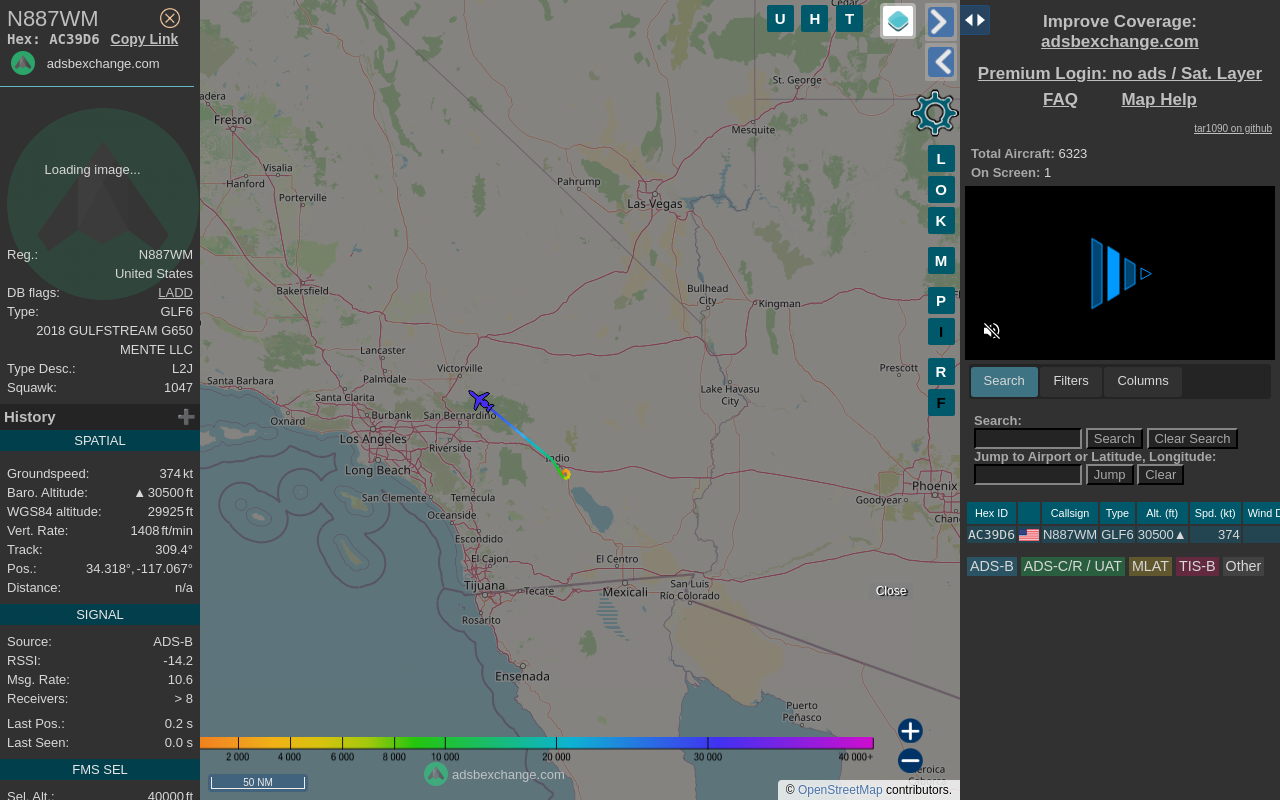 N887WM
Hex: AC39D6 Copy Link
adsbexchange.com
Loading image...
Reg.: N887WM
United States
DB flags: LADD
Type: GLF6
2018 GULFSTREAM G650
MENTE LLC
Type Desc.: L2J
Squawk: 1047
History
SPATIAL
Groundspeed: 374 kt
Baro. Altitude: ▲ 30500 ft
WGS84 altitude: 29925 ft
Vert. Rate: 1408 ft/min
Track: 309.4°
Pos.: 34.318°, -117.067°
Distance: n/a
SIGNAL
Source: ADS-B
RSSI: -14.2
Msg. Rate: 10.6
Receivers: > 8
Last Pos.: 0.2 s
Last Seen: 0.0 s
FMS SEL
Sel. Alt.: 40000 ft
U H T
L
O
K
M
P
I
R
F
Cedar
St. George
adera
Fresno
Mesquite
Visalia
Hanford
Pahrump
Porterville
Las Vegas
Bakersfield
Bullhead
City
Kingman
Lancaster
Victorville
Prescott
Santa Barbara
Palmdale
Lake Havasu
City
Santa Clarita
Oxnard
Burbank
San Bernardino
Los Angeles
Riverside
Indio
Long Beach
Phoenix
San Clemente
Temecula
Goodyear
Oceanside
Chan
Escondido
El Cajon
El Centro
Tijuana
Tecate
Mexicali
San Luis
Río Colorado
Close
Rosarito
Ensenada
Puerto
Peñasco
Heroica
2 000 4 000 6 000 8 000 10 000 20 000 30 000 40 000+
adsbexchange.com
50 NM
© OpenStreetMap contributors.
Improve Coverage:
adsbexchange.com
Premium Login: no ads / Sat. Layer
FAQ Map Help
tar1090 on github
Total Aircraft: 6323
On Screen: 1
Search Filters Columns
Search:
Search Clear Search
Jump to Airport or Latitude, Longitude:
Jump Clear
Hex ID Callsign Type Alt. (ft) Spd. (kt) Wind D
AC39D6 N887WM GLF6 30500▲ 374
ADS-B ADS-C/R / UAT MLAT TIS-B Other